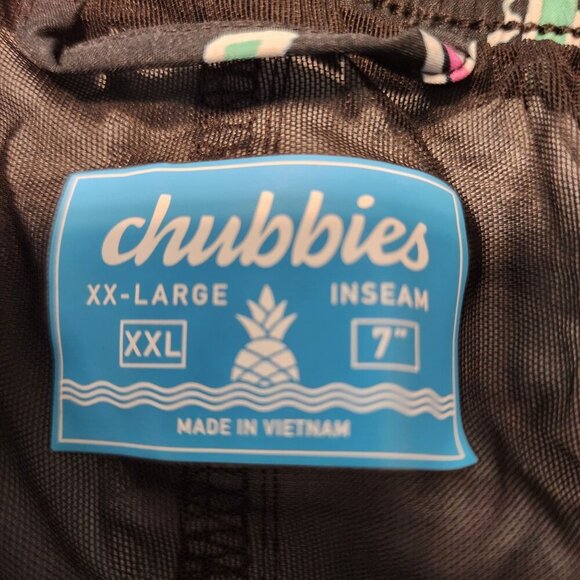 chubbies
XX-LARGE INSEAM
XXL 7"
MADE IN VIETNAM